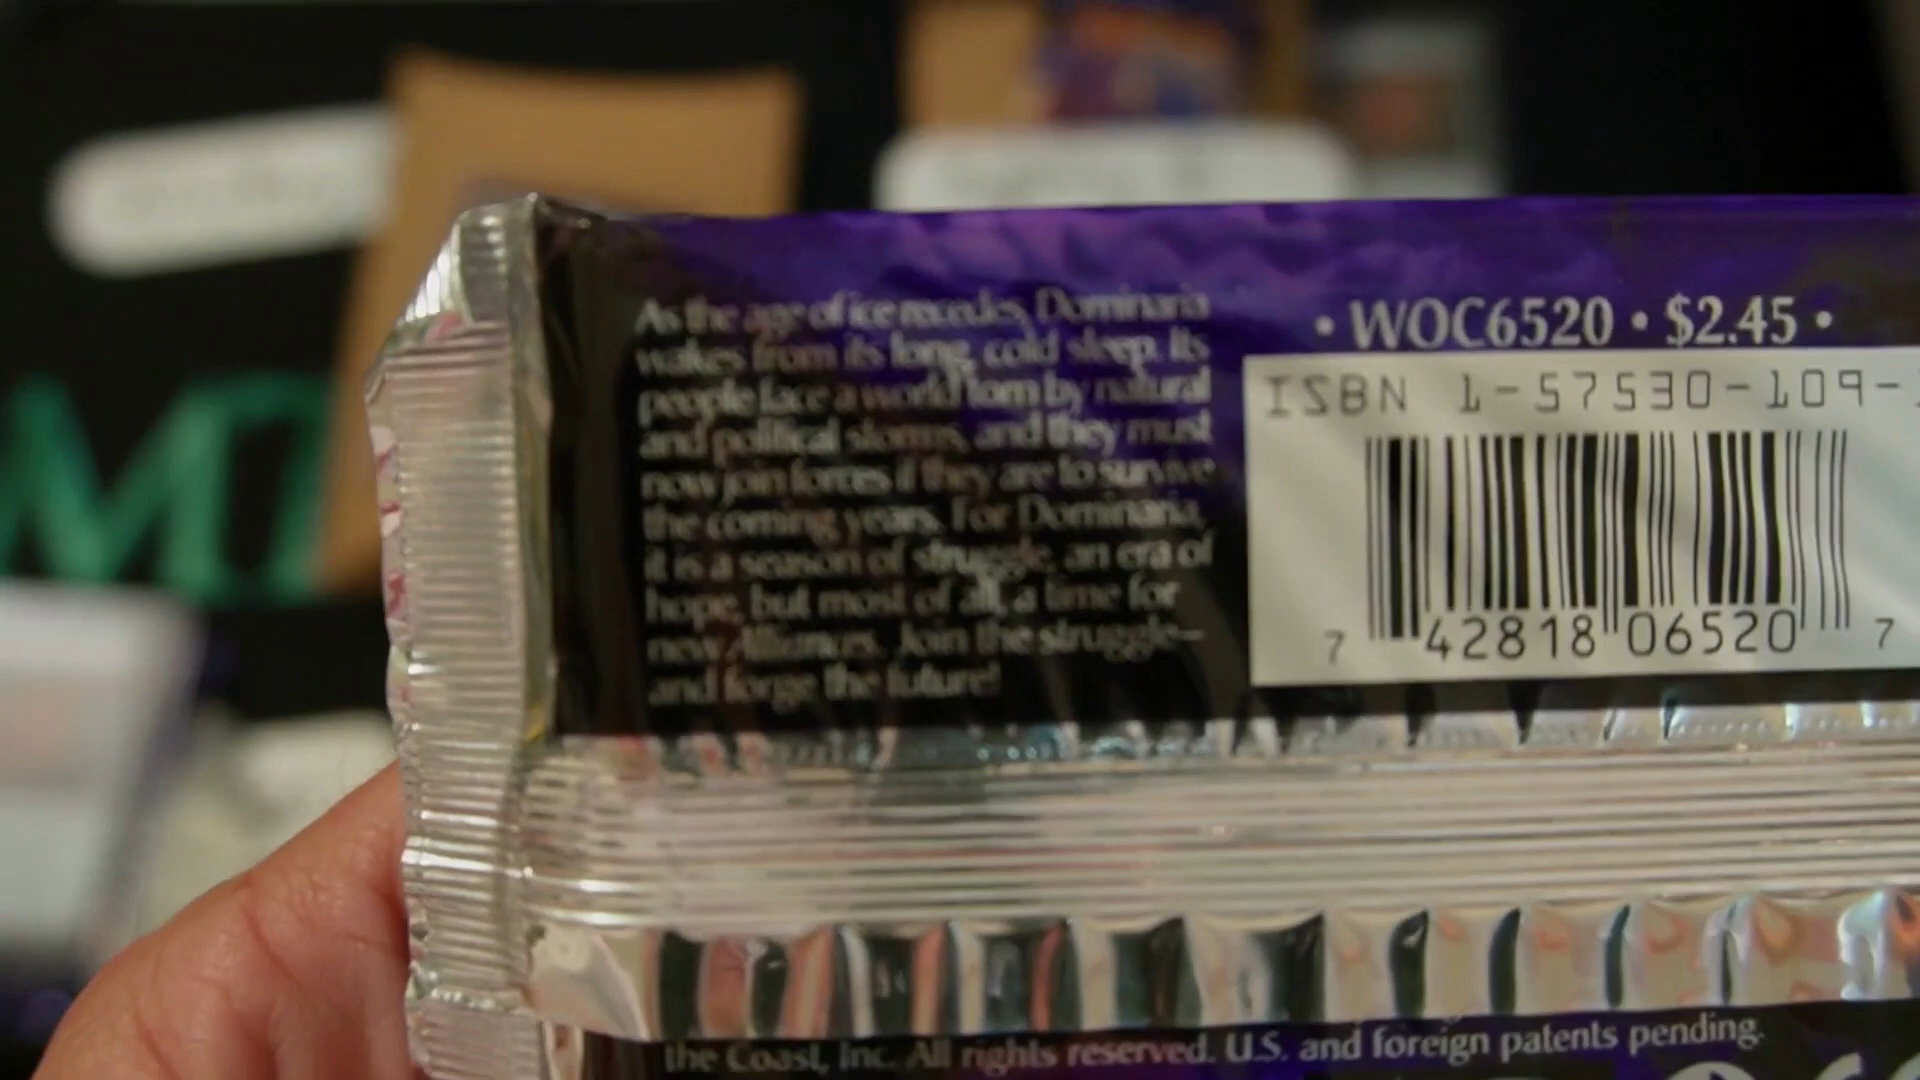 As the age of ice recedes, Dominaria
wakes from its long, cold sleep. Its
people face a world torn by natural
and political storms, and they must
now join forces if they are to survive
the coming years. For Dominaria,
it is a season of struggle, an era of
hope, but most of all, a time for
new Alliances. Join the struggle—
and forge the future!
• WOC6520 • $2.45 •
ISBN 1-57530-109-
7 42818 06520 7
the Coast, Inc. All rights reserved. U.S. and foreign patents pending.